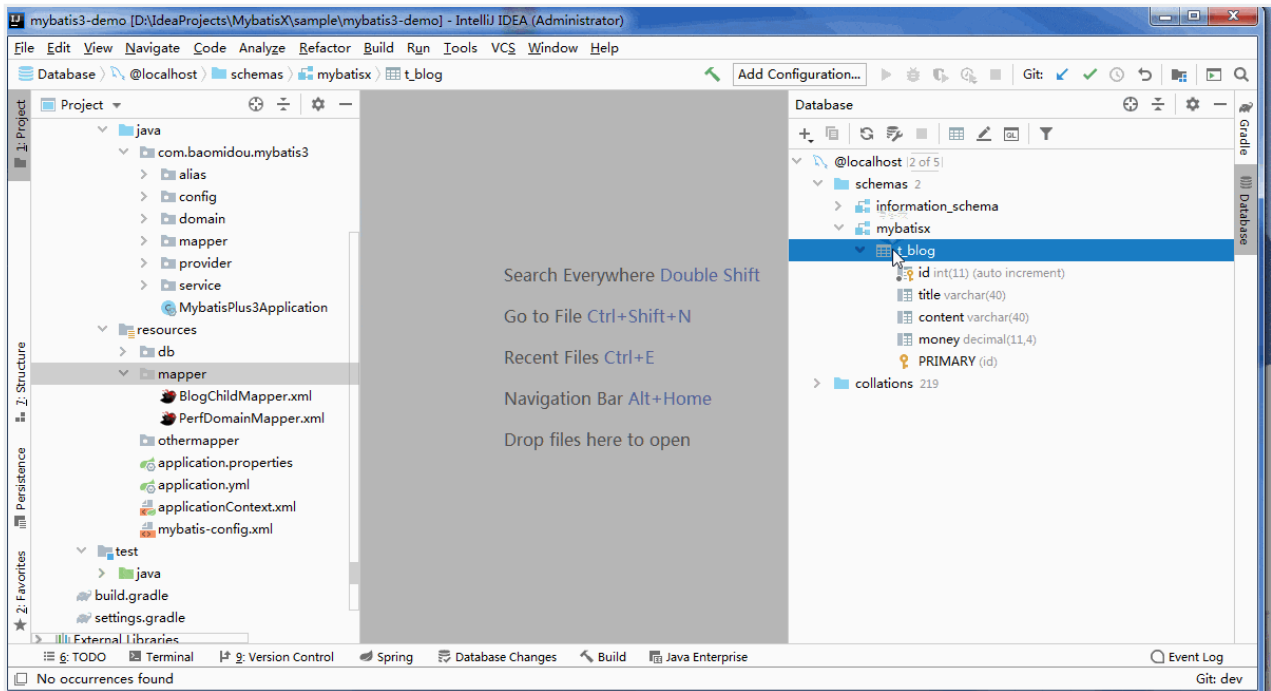 mybatis3-demo [D:\IdeaProjects\MybatisX\sample\mybatis3-demo] - IntelliJ IDEA (Administrator)
File Edit View Navigate Code Analyze Refactor Build Run Tools VCS Window Help
Database @localhost schemas mybatisx t_blog
Add Configuration... Git:
1: Project
7: Structure
Persistence
2: Favorites
Project
java
com.baomidou.mybatis3
alias
config
domain
mapper
provider
service
MybatisPlus3Application
resources
db
mapper
BlogChildMapper.xml
PerfDomainMapper.xml
othermapper
application.properties
application.yml
applicationContext.xml
mybatis-config.xml
test
java
build.gradle
settings.gradle
External Libraries
Search Everywhere Double Shift
Go to File Ctrl+Shift+N
Recent Files Ctrl+E
Navigation Bar Alt+Home
Drop files here to open
Database
QL
@localhost 2 of 5
schemas 2
information_schema
mybatisx
t_blog
id int(11) (auto increment)
title varchar(40)
content varchar(40)
money decimal(11,4)
PRIMARY (id)
collations 219
Gradle
Database
6: TODO Terminal 9: Version Control Spring Database Changes Build Java Enterprise Event Log
No occurrences found Git: dev